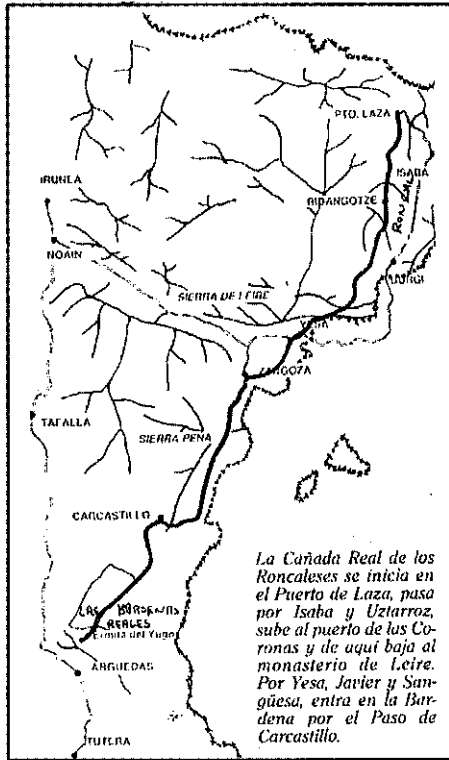 PTO. LAZA
ISABA
RONCAL
IRUNEA
BIDANGOTZE
NOAIN
BURGI
SIERRA DE LEIRE
YESA
ZANGOZA
TAFALLA
SIERRA PEÑA
CARCASTILLO
LAS BARDENAS
REALES
Ermita del Yugo
ARGUEDAS
TUTERA
La Cañada Real de los
Roncaleses se inicia en
el Puerto de Laza, pasa
por Isaba y Uztarroz,
sube al puerto de las Co-
ronas y de aquí baja al
monasterio de Leire.
Por Yesa, Javier y San-
güesa, entra en la Bar-
dena por el Paso de
Carcastillo.